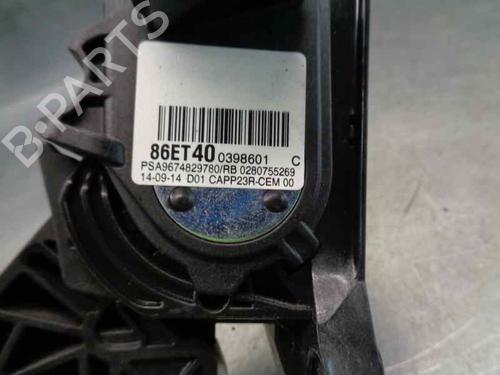 B-PARTS
86ET40 0398601 C
PSA9674829780/RB 0280755269
14-09-14 D01 CAPP23R-CEM 00